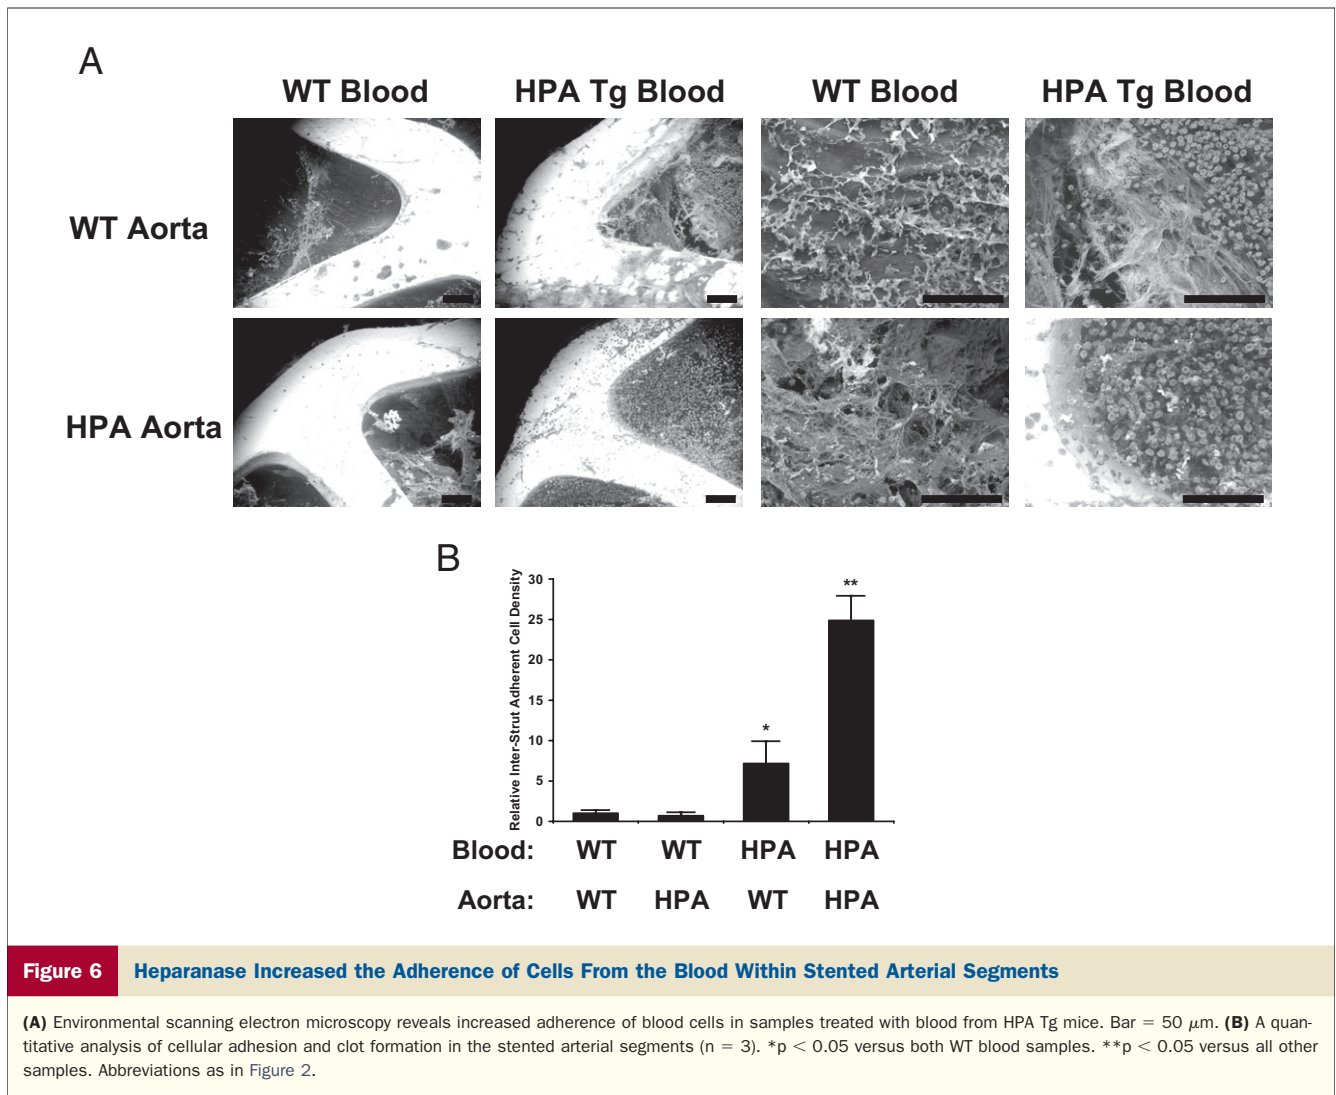 A
WT Blood HPA Tg Blood WT Blood HPA Tg Blood
WT Aorta
HPA Aorta
B
Relative Inter-Strut Adherent Cell Density
30
25
20
15
10
5
0
*
**
Blood: WT WT HPA HPA
Aorta: WT HPA WT HPA
Figure 6 Heparanase Increased the Adherence of Cells From the Blood Within Stented Arterial Segments
(A) Environmental scanning electron microscopy reveals increased adherence of blood cells in samples treated with blood from HPA Tg mice. Bar = 50 μm. (B) A quan-
titative analysis of cellular adhesion and clot formation in the stented arterial segments (n = 3). *p < 0.05 versus both WT blood samples. **p < 0.05 versus all other
samples. Abbreviations as in Figure 2.